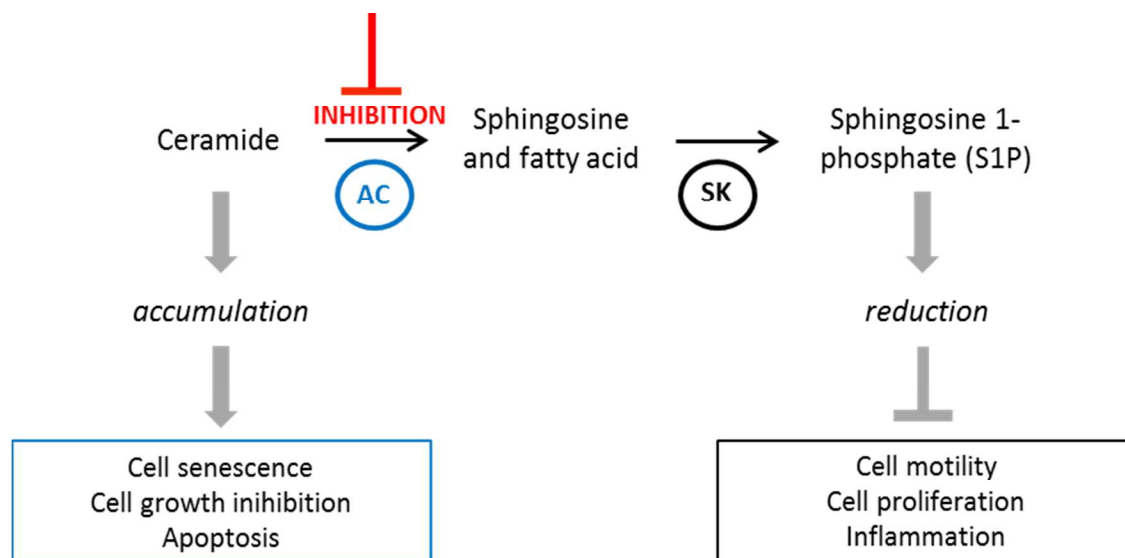 INHIBITION
Ceramide
AC
Sphingosine
and fatty acid
SK
Sphingosine 1-
phosphate (S1P)
accumulation
reduction
Cell senescence
Cell growth inihibition
Apoptosis
Cell motility
Cell proliferation
Inflammation